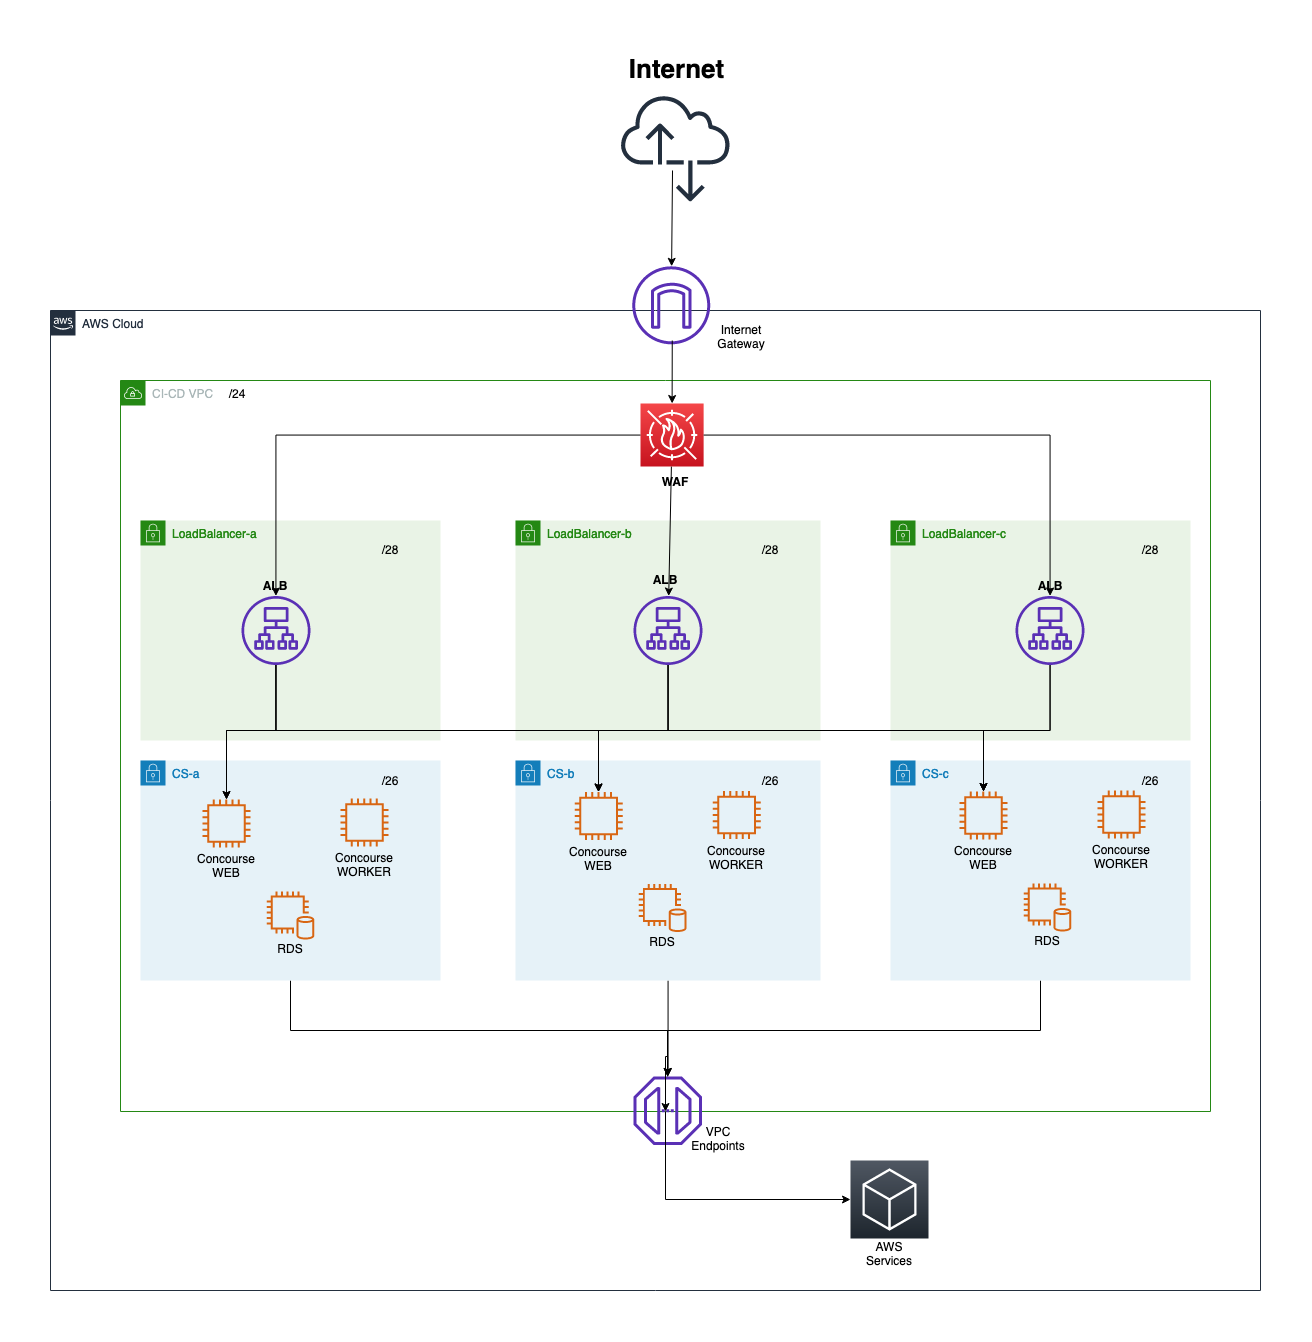 Internet
aws
AWS Cloud
Internet
Gateway
CI-CD VPC
/24
WAF
LoadBalancer-a
/28
ALB
LoadBalancer-b
/28
ALB
LoadBalancer-c
/28
ALB
CS-a
/26
Concourse
WEB
Concourse
WORKER
RDS
CS-b
/26
Concourse
WEB
Concourse
WORKER
RDS
CS-c
/26
Concourse
WEB
Concourse
WORKER
RDS
VPC
Endpoints
AWS
Services